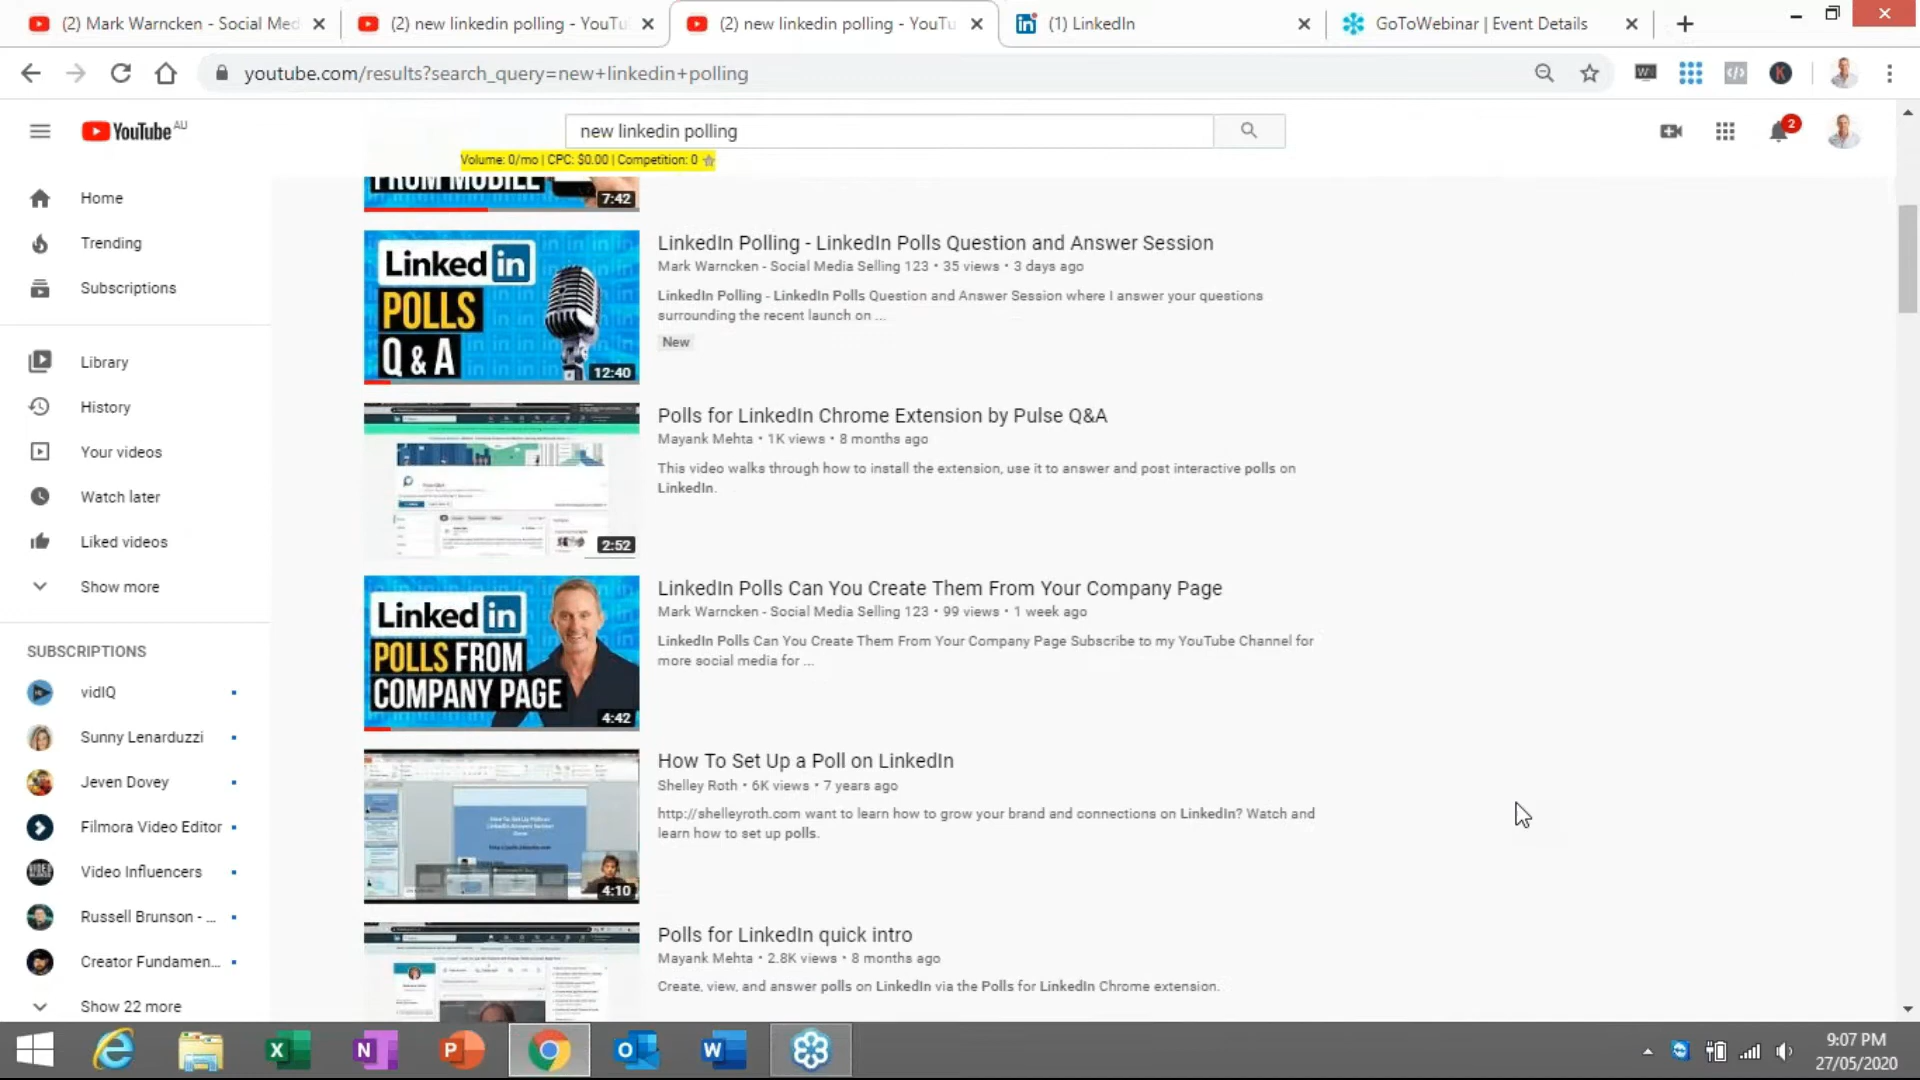 (2) Mark Warncken - Social Med
(2) new linkedin polling - YouTu
(2) new linkedin polling - YouTu
(1) LinkedIn
GoToWebinar | Event Details
youtube.com/results?search_query=new+linkedin+polling
YouTube AU
new linkedin polling
2
Volume: 0/mo | CPC: $0.00 | Competition: 0
Home
Trending
Subscriptions
Library
History
Your videos
Watch later
Liked videos
Show more
SUBSCRIPTIONS
vidIQ
Sunny Lenarduzzi
Jeven Dovey
Filmora Video Editor
Video Influencers
Russell Brunson - ...
Creator Fundamen...
Show 22 more
FROM MOBILE
7:42
Linked in
POLLS
Q & A
12:40
LinkedIn Polling - LinkedIn Polls Question and Answer Session
Mark Warncken - Social Media Selling 123 • 35 views • 3 days ago
LinkedIn Polling - LinkedIn Polls Question and Answer Session where I answer your questions
surrounding the recent launch on ...
New
2:52
Polls for LinkedIn Chrome Extension by Pulse Q&A
Mayank Mehta • 1K views • 8 months ago
This video walks through how to install the extension, use it to answer and post interactive polls on
LinkedIn.
Linked in
POLLS FROM
COMPANY PAGE
4:42
LinkedIn Polls Can You Create Them From Your Company Page
Mark Warncken - Social Media Selling 123 • 99 views • 1 week ago
LinkedIn Polls Can You Create Them From Your Company Page Subscribe to my YouTube Channel for
more social media for ...
4:10
How To Set Up a Poll on LinkedIn
Shelley Roth • 6K views • 7 years ago
http://shelleyroth.com want to learn how to grow your brand and connections on LinkedIn? Watch and
learn how to set up polls.
Polls for LinkedIn quick intro
Mayank Mehta • 2.8K views • 8 months ago
Create, view, and answer polls on LinkedIn via the Polls for LinkedIn Chrome extension.
9:07 PM
27/05/2020